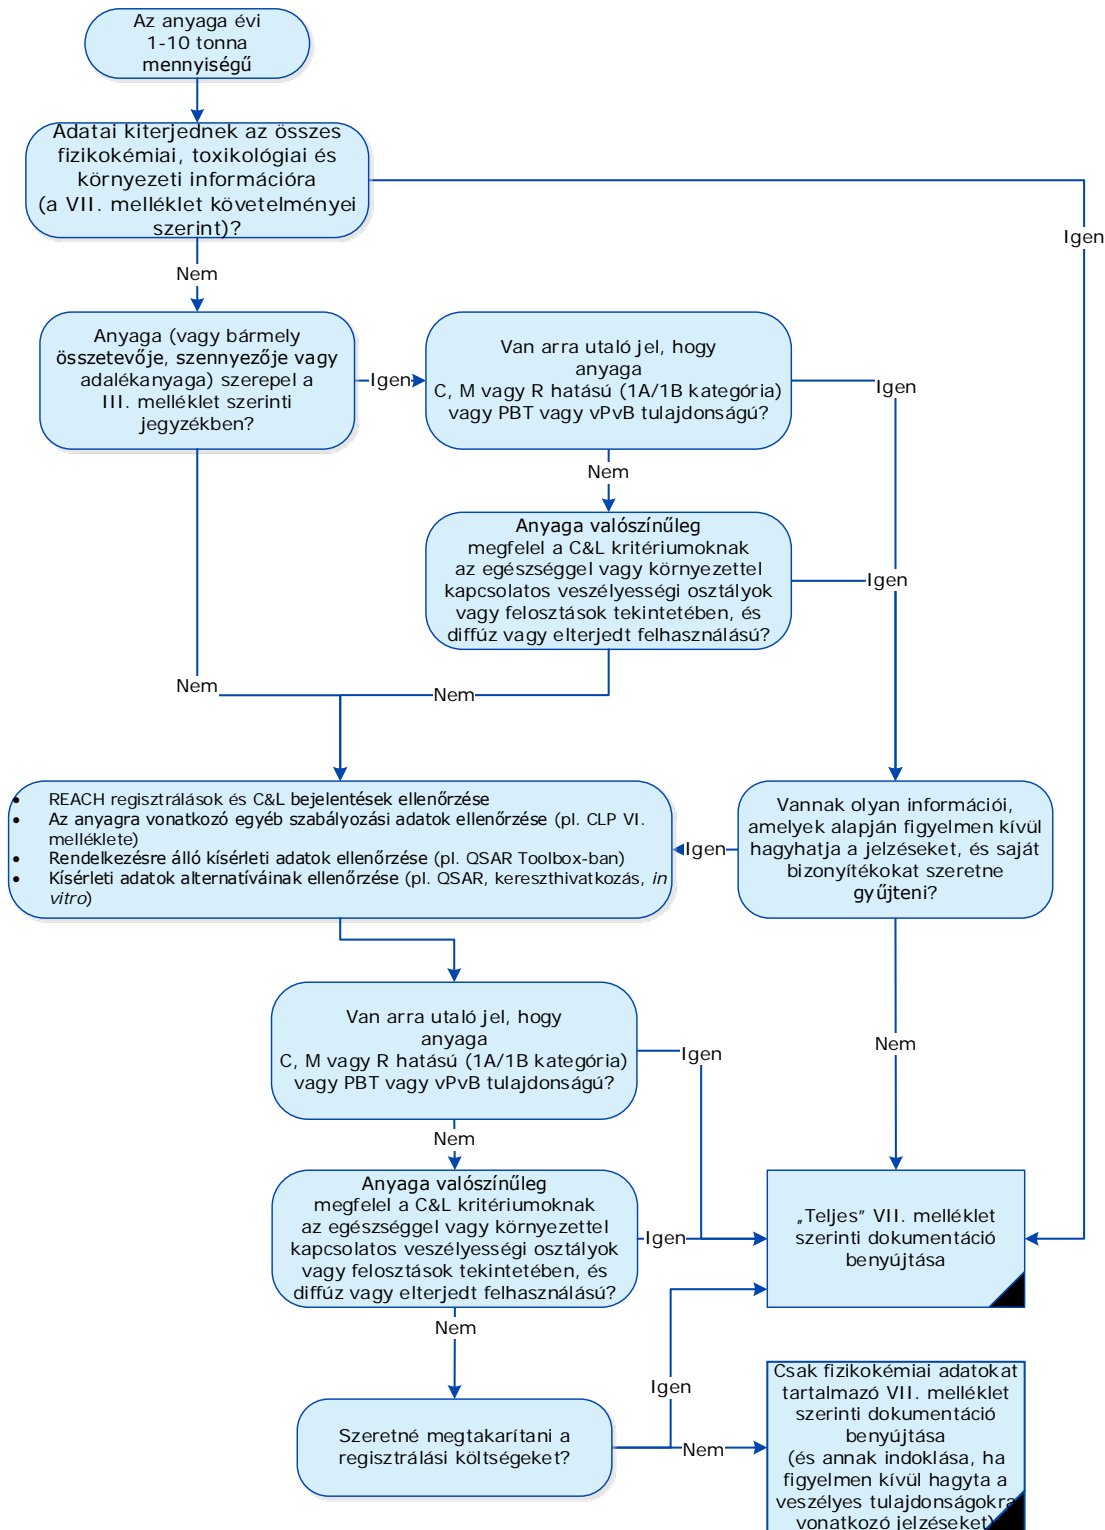 Az anyaga évi
1-10 tonna
mennyiségű
Adatai kiterjednek az összes
fizikokémiai, toxikológiai és
környezeti információra
(a VII. melléklet követelményei
szerint)?
Igen
Nem
Anyaga (vagy bármely
összetevője, szennyezője vagy
adalékanyaga) szerepel a
III. melléklet szerinti
jegyzékben?
Igen
Van arra utaló jel, hogy
anyaga
C, M vagy R hatású (1A/1B kategória)
vagy PBT vagy vPvB tulajdonságú?
Igen
Nem
Anyaga valószínűleg
megfelel a C&L kritériumoknak
az egészséggel vagy környezettel
kapcsolatos veszélyességi osztályok
vagy felosztások tekintetében, és
diffúz vagy elterjedt felhasználású?
Igen
Nem
Nem
• REACH regisztrálások és C&L bejelentések ellenőrzése
• Az anyagra vonatkozó egyéb szabályozási adatok ellenőrzése (pl. CLP VI.
melléklete)
• Rendelkezésre álló kísérleti adatok ellenőrzése (pl. QSAR Toolbox-ban)
• Kísérleti adatok alternatíváinak ellenőrzése (pl. QSAR, kereszthivatkozás, in
vitro)
Igen
Vannak olyan információi,
amelyek alapján figyelmen kívül
hagyhatja a jelzéseket, és saját
bizonyítékokat szeretne
gyűjteni?
Nem
Van arra utaló jel, hogy
anyaga
C, M vagy R hatású (1A/1B kategória)
vagy PBT vagy vPvB tulajdonságú?
Igen
Nem
Anyaga valószínűleg
megfelel a C&L kritériumoknak
az egészséggel vagy környezettel
kapcsolatos veszélyességi osztályok
vagy felosztások tekintetében, és
diffúz vagy elterjedt felhasználású?
Igen
„Teljes” VII. melléklet
szerinti dokumentáció
benyújtása
Nem
Igen
Szeretné megtakarítani a
regisztrálási költségeket?
Nem
Csak fizikokémiai adatokat
tartalmazó VII. melléklet
szerinti dokumentáció
benyújtása
(és annak indoklása, ha
figyelmen kívül hagyta a
veszélyes tulajdonságokra
vonatkozó jelzéseket)